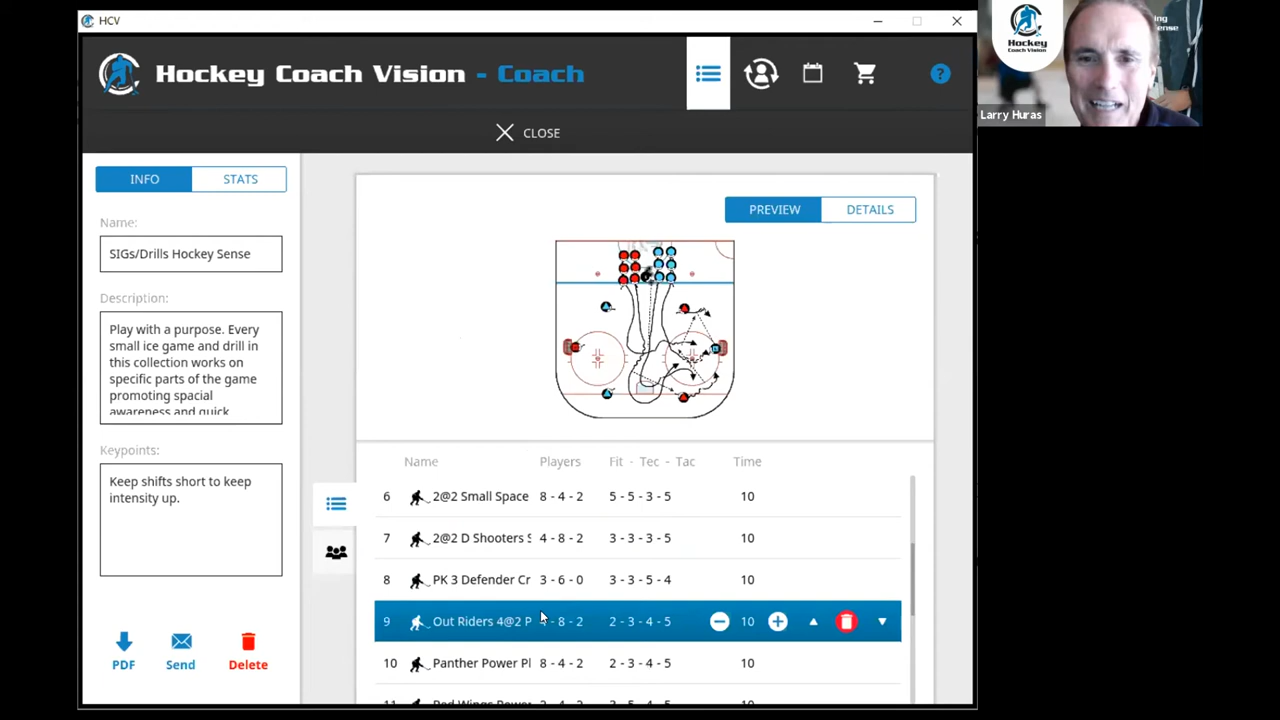 HCV
Hockey Coach Vision - Coach
?
CLOSE
INFO
STATS
Name:
SIGs/Drills Hockey Sense
Description:
Play with a purpose. Every
small ice game and drill in
this collection works on
specific parts of the game
promoting spacial
awareness and quick
Keypoints:
Keep shifts short to keep
intensity up.
PDF
Send
Delete
PREVIEW
DETAILS
Name
Players
Fit - Tec - Tac
Time
6 2@2 Small Space 8 - 4 - 2 5 - 5 - 3 - 5 10
7 2@2 D Shooters S 4 - 8 - 2 3 - 3 - 3 - 5 10
8 PK 3 Defender Cr 3 - 6 - 0 3 - 3 - 5 - 4 10
9 Out Riders 4@2 P - 8 - 2 2 - 3 - 4 - 5 10
10 Panther Power Pl 8 - 4 - 2 2 - 3 - 4 - 5 10
Hockey
Coach Vision
Larry Huras